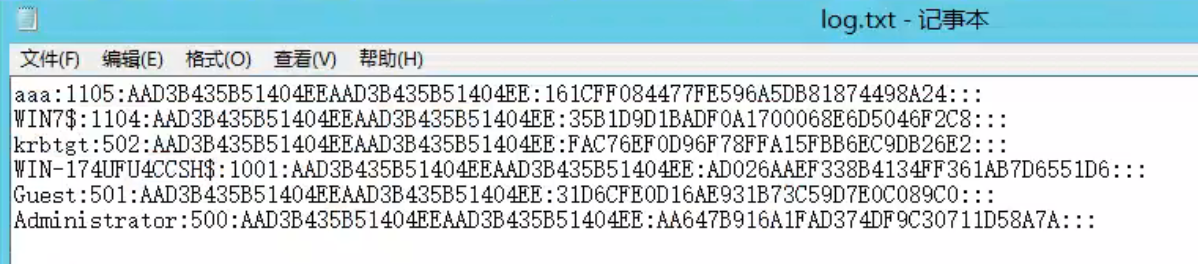 log.txt - 记事本
文件(F) 编辑(E) 格式(O) 查看(V) 帮助(H)
aaa:1105:AAD3B435B51404EEAAD3B435B51404EE:161CFF084477FE596A5DB81874498A24:::
WIN7$:1104:AAD3B435B51404EEAAD3B435B51404EE:35B1D9D1BADF0A1700068E6D5046F2C8:::
krbtgt:502:AAD3B435B51404EEAAD3B435B51404EE:FAC76EF0D96F78FFA15FBB6EC9DB26E2:::
WIN-174UFU4CCSH$:1001:AAD3B435B51404EEAAD3B435B51404EE:AD026AAEF338B4134FF361AB7D6551D6:::
Guest:501:AAD3B435B51404EEAAD3B435B51404EE:31D6CFE0D16AE931B73C59D7E0C089C0:::
Administrator:500:AAD3B435B51404EEAAD3B435B51404EE:AA647B916A1FAD374DF9C30711D58A7A:::